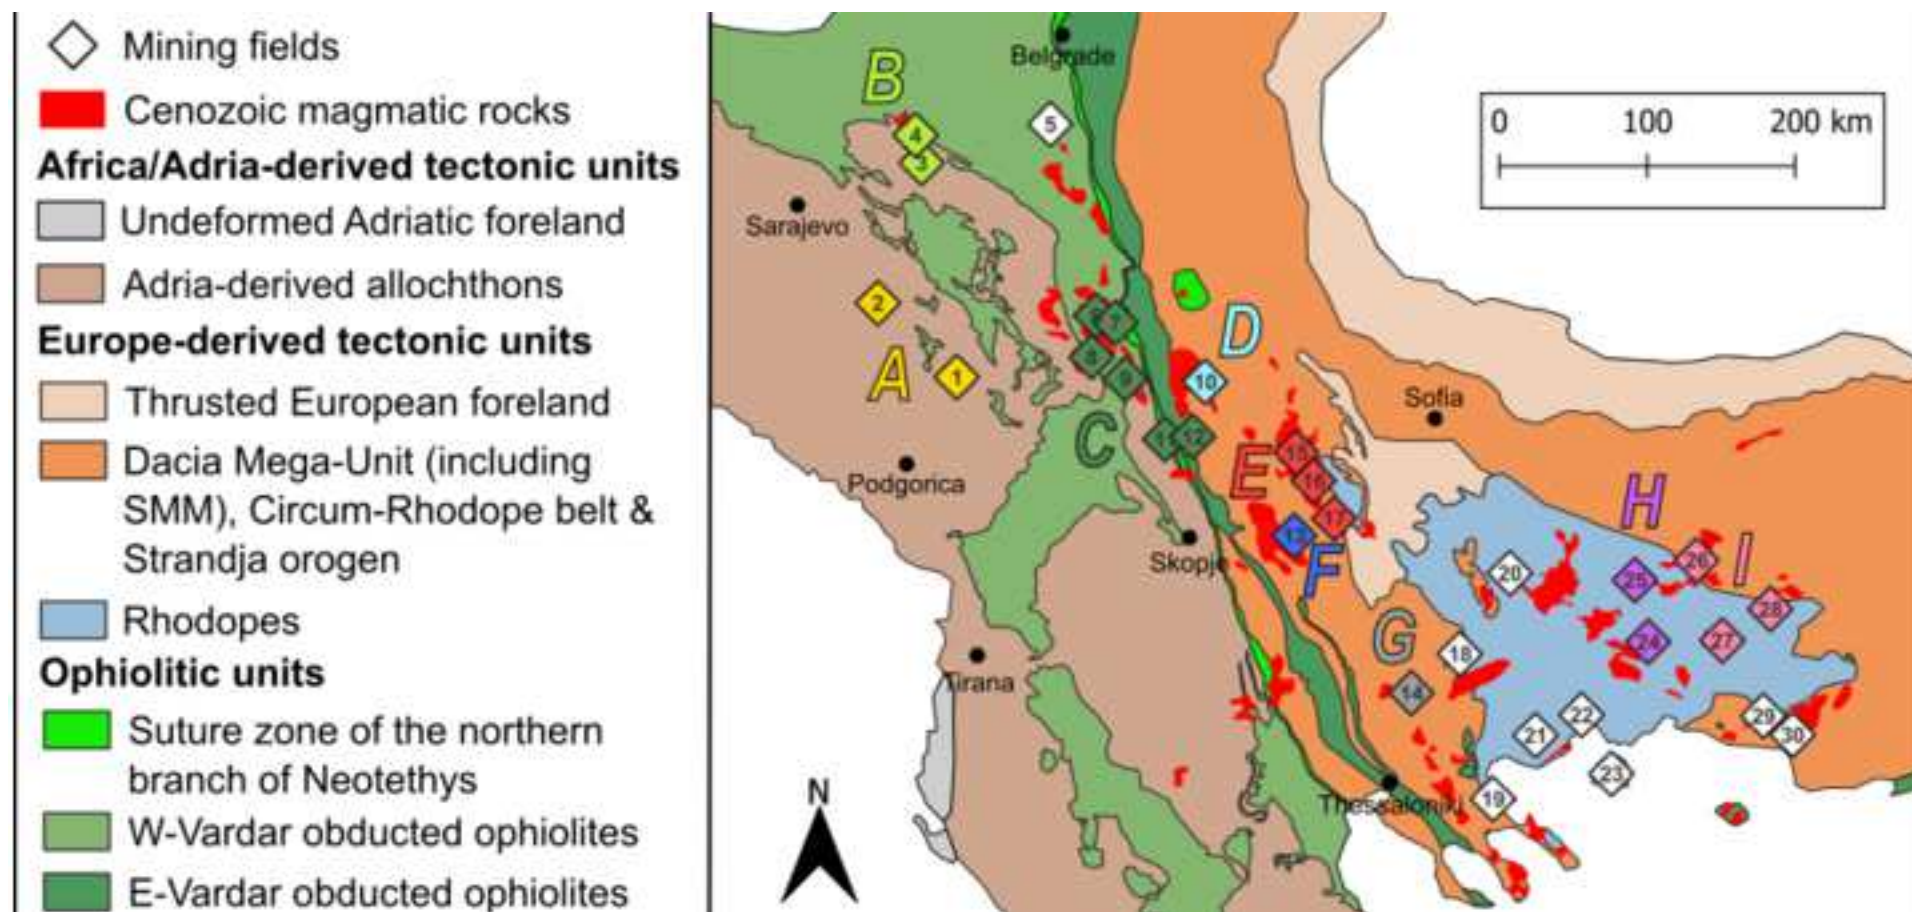 Mining fields
Cenozoic magmatic rocks
Africa/Adria-derived tectonic units
Undeformed Adriatic foreland
Adria-derived allochthons
Europe-derived tectonic units
Thrusted European foreland
Dacia Mega-Unit (including
SMM), Circum-Rhodope belt &
Strandja orogen
Rhodopes
Ophiolitic units
Suture zone of the northern
branch of Neotethys
W-Vardar obducted ophiolites
E-Vardar obducted ophiolites
Belgrade
B
4
3
5
0 100 200 km
Sarajevo
2
D
A
1
10
Sofia
C
12
E
15
16
17
Podgorica
H
Skopje
F
I
20
25
26
28
G
18
24
27
Tirana
14
22
29
21
30
23
N
Thessaloniki
19